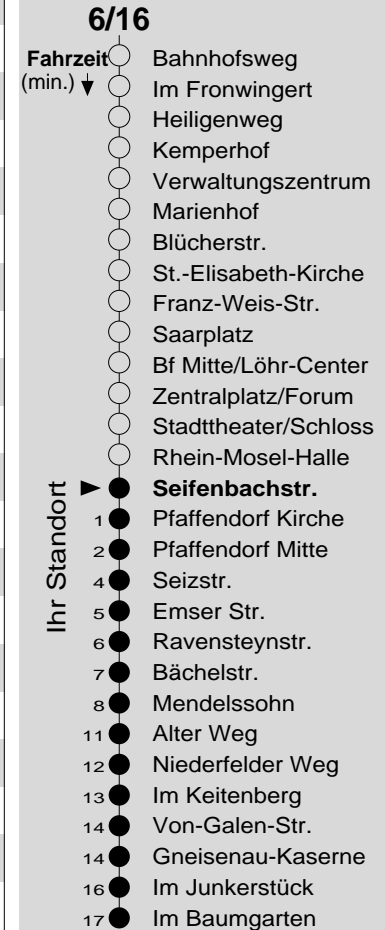 6/16
Fahrzeit
(min.)
Bahnhofsweg
Im Fronwingert
Heiligenweg
Kemperhof
Verwaltungszentrum
Marienhof
Blücherstr.
St.-Elisabeth-Kirche
Franz-Weis-Str.
Saarplatz
Bf Mitte/Löhr-Center
Zentralplatz/Forum
Stadttheater/Schloss
Rhein-Mosel-Halle
Ihr Standort
Seifenbachstr.
1 Pfaffendorf Kirche
2 Pfaffendorf Mitte
4 Seizstr.
5 Emser Str.
6 Ravensteynstr.
7 Bächelstr.
8 Mendelssohn
11 Alter Weg
12 Niederfelder Weg
13 Im Keitenberg
14 Von-Galen-Str.
14 Gneisenau-Kaserne
16 Im Junkerstück
17 Im Baumgarten